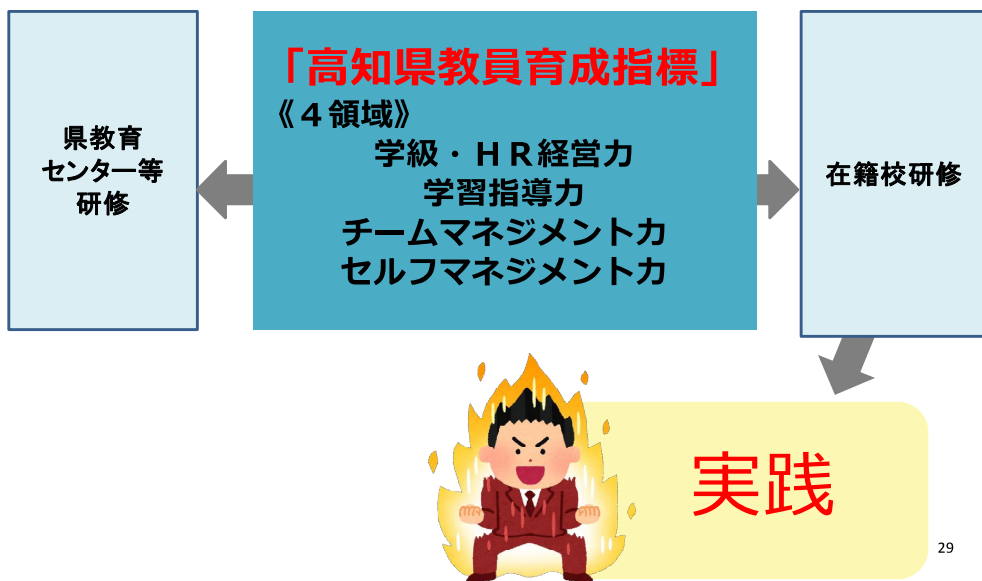 県教育
センター等
研修
「高知県教員育成指標」
《４領域》
学級・ＨＲ経営力
学習指導力
チームマネジメント力
セルフマネジメント力
在籍校研修
実践
29